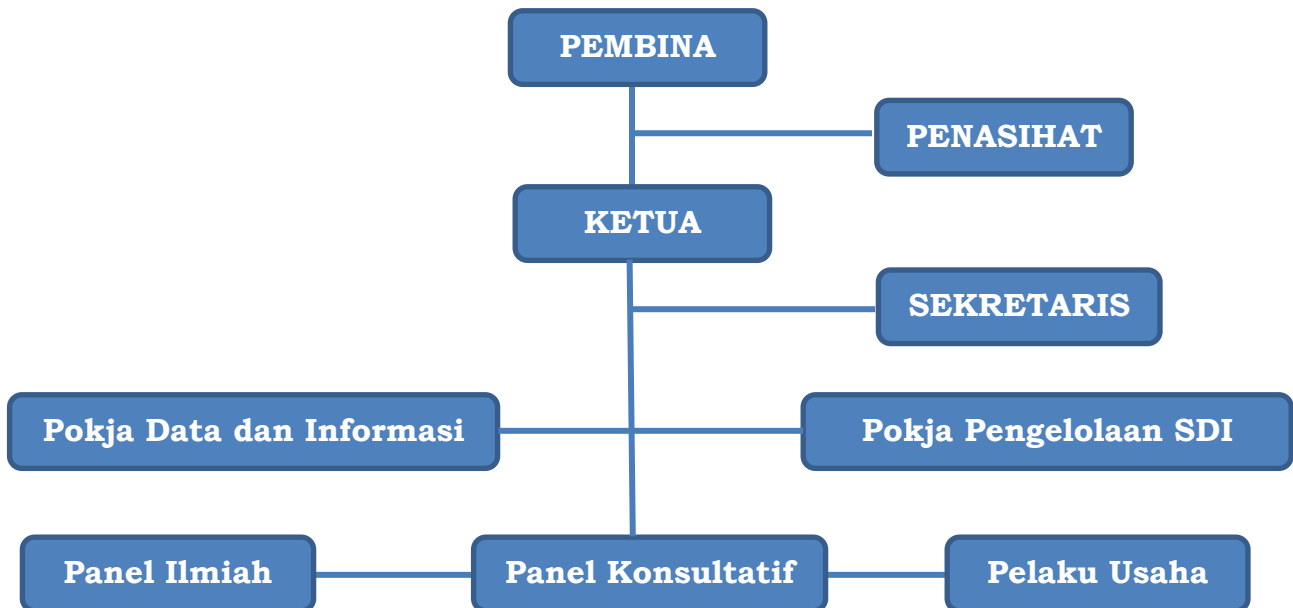 PEMBINA
PENASIHAT
KETUA
SEKRETARIS
Pokja Data dan Informasi
Pokja Pengelolaan SDI
Panel Ilmiah
Panel Konsultatif
Pelaku Usaha